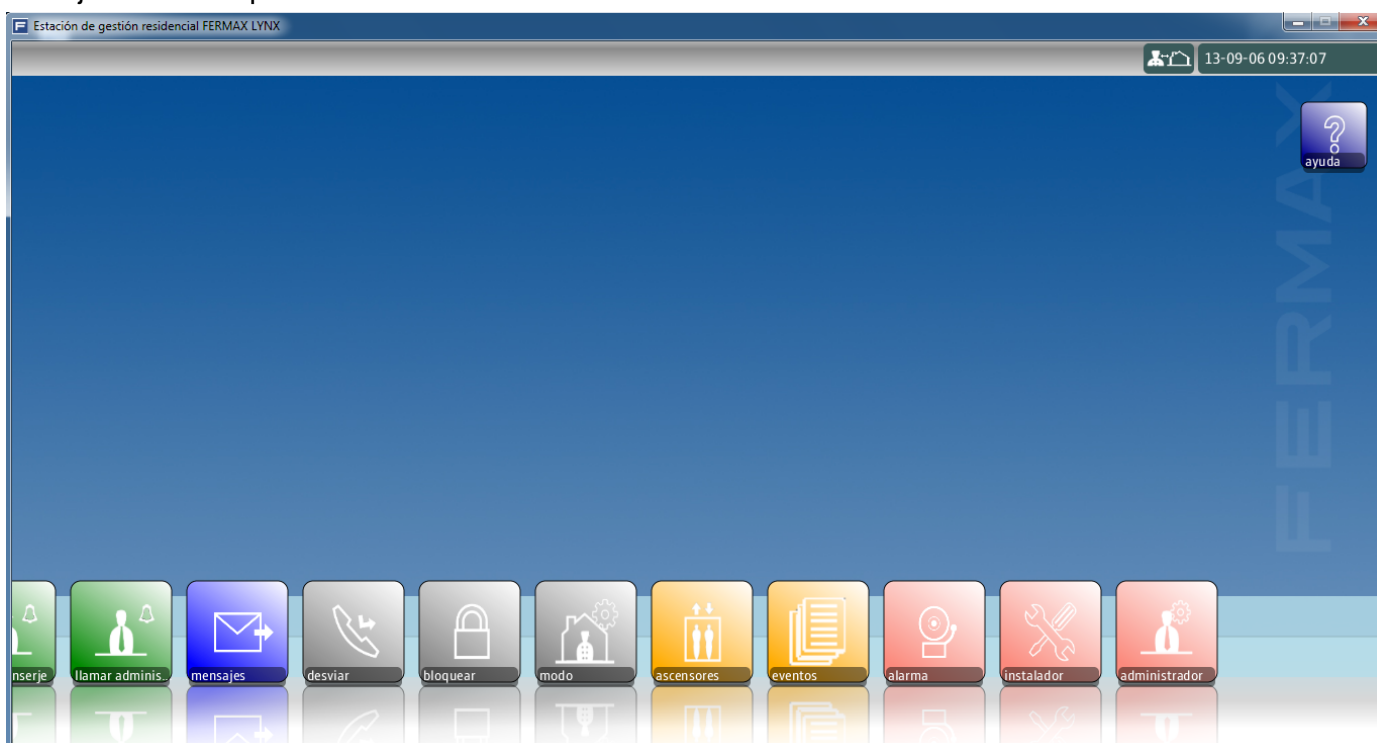 Estación de gestión residencial FERMAX LYNX
13-09-06 09:37:07
ayuda
FERMAX
nserje
llamar adminis..
mensajes
desviar
bloquear
modo
ascensores
eventos
alarma
instalador
administrador